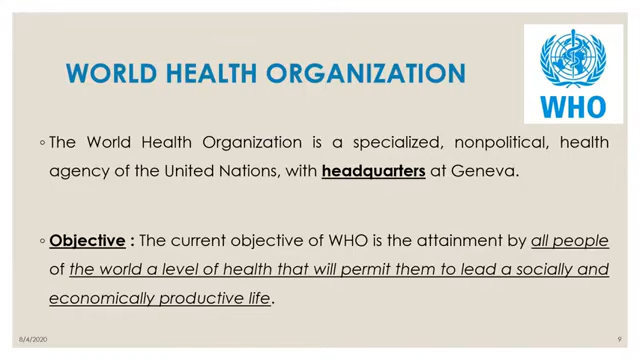 WORLD HEALTH ORGANIZATION
WHO
◦ The World Health Organization is a specialized, nonpolitical, health
agency of the United Nations, with headquarters at Geneva.
◦ Objective : The current objective of WHO is the attainment by all people
of the world a level of health that will permit them to lead a socially and
economically productive life.
8/4/2020
9